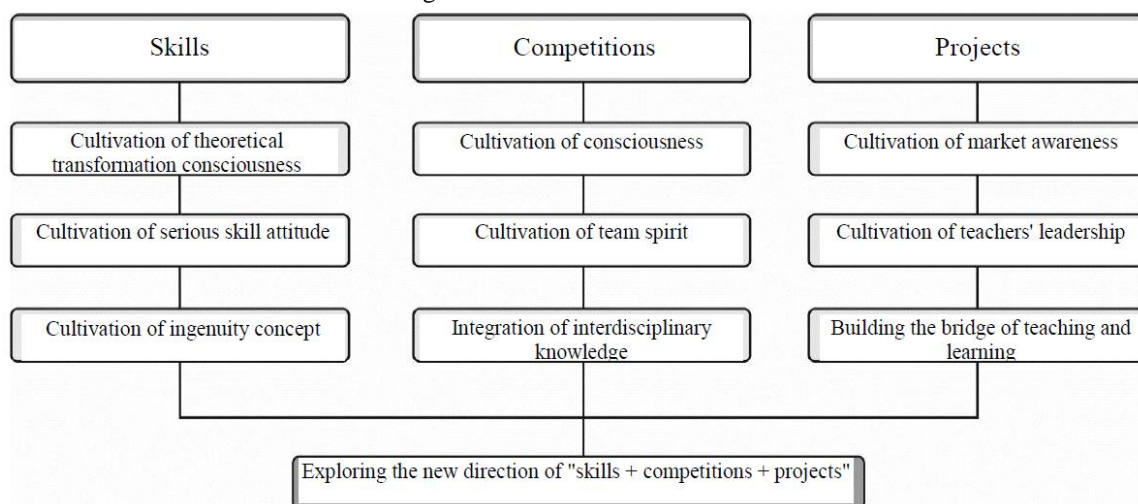 Skills
Competitions
Projects
Cultivation of theoretical
transformation consciousness
Cultivation of consciousness
Cultivation of market awareness
Cultivation of serious skill attitude
Cultivation of team spirit
Cultivation of teachers' leadership
Cultivation of ingenuity concept
Integration of interdisciplinary
knowledge
Building the bridge of teaching and
learning
Exploring the new direction of "skills + competitions + projects"